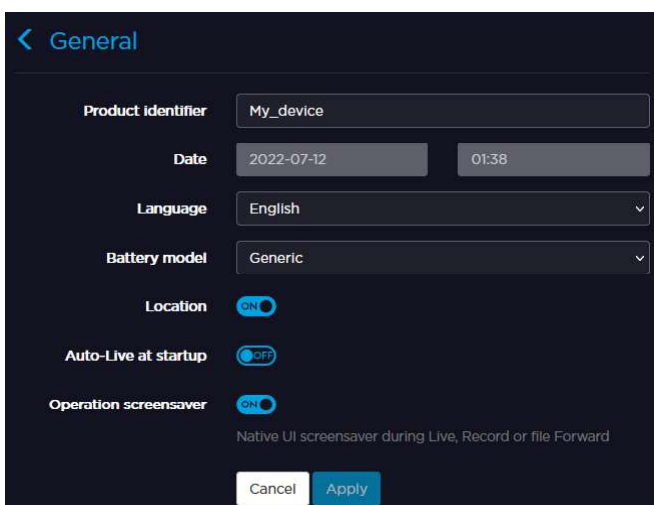 General
Product identifier My_device
Date 2022-07-12 01:38
Language English
Battery model Generic
Location ON
Auto-Live at startup OFF
Operation screensaver ON
Native UI screensaver during Live, Record or file Forward
Cancel Apply